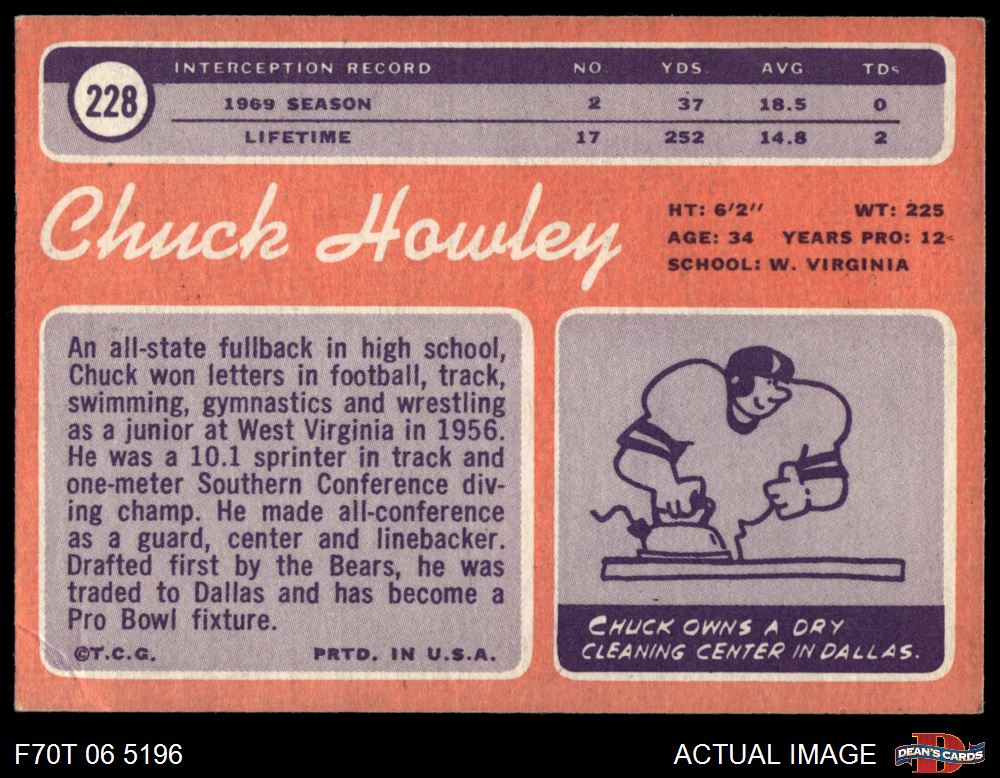 228
INTERCEPTION RECORD NO. YDS. AVG TDs
1969 SEASON 2 37 18.5 0
LIFETIME 17 252 14.8 2
Chuck Howley
HT: 6'2'' WT: 225
AGE: 34 YEARS PRO: 12
SCHOOL: W. VIRGINIA
An all-state fullback in high school,
Chuck won letters in football, track,
swimming, gymnastics and wrestling
as a junior at West Virginia in 1956.
He was a 10.1 sprinter in track and
one-meter Southern Conference div-
ing champ. He made all-conference
as a guard, center and linebacker.
Drafted first by the Bears, he was
traded to Dallas and has become a
Pro Bowl fixture.
©T.C.G. PRTD. IN U.S.A.
CHUCK OWNS A DRY
CLEANING CENTER IN DALLAS.
F70T 06 5196
ACTUAL IMAGE
D
DEAN'S CARDS